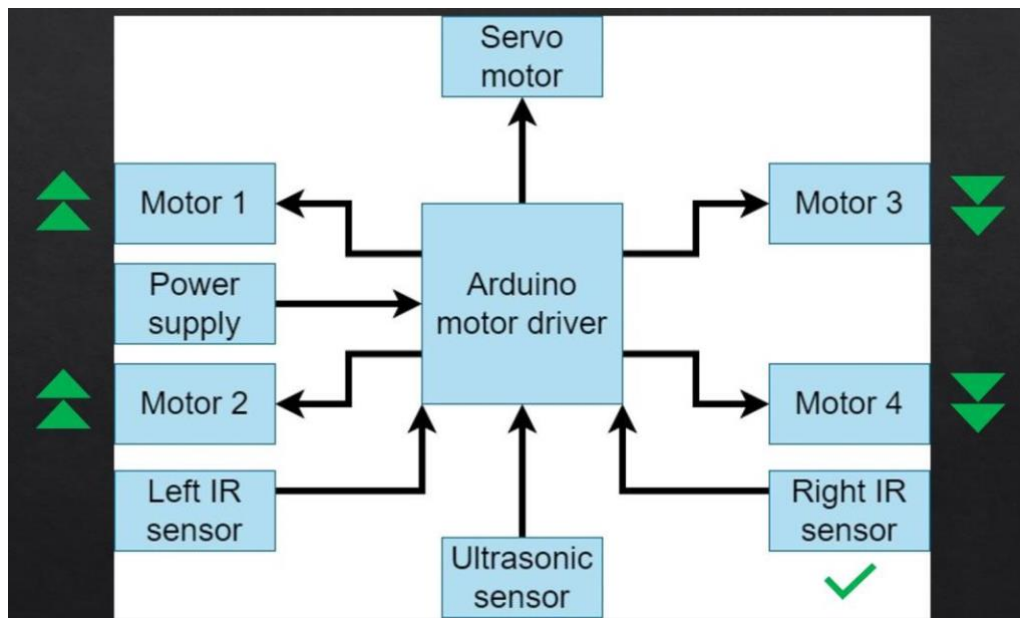 Servo
motor
Motor 1
Motor 3
Power
supply
Arduino
motor driver
Motor 2
Motor 4
Left IR
sensor
Right IR
sensor
Ultrasonic
sensor